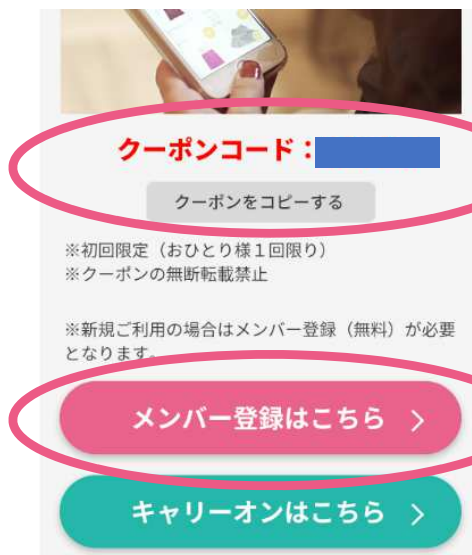 クーポンコード：
クーポンをコピーする
※初回限定（おひとり様１回限り）
※クーポンの無断転載禁止
※新規ご利用の場合はメンバー登録（無料）が必要
となります。
メンバー登録はこちら
キャリーオンはこちら